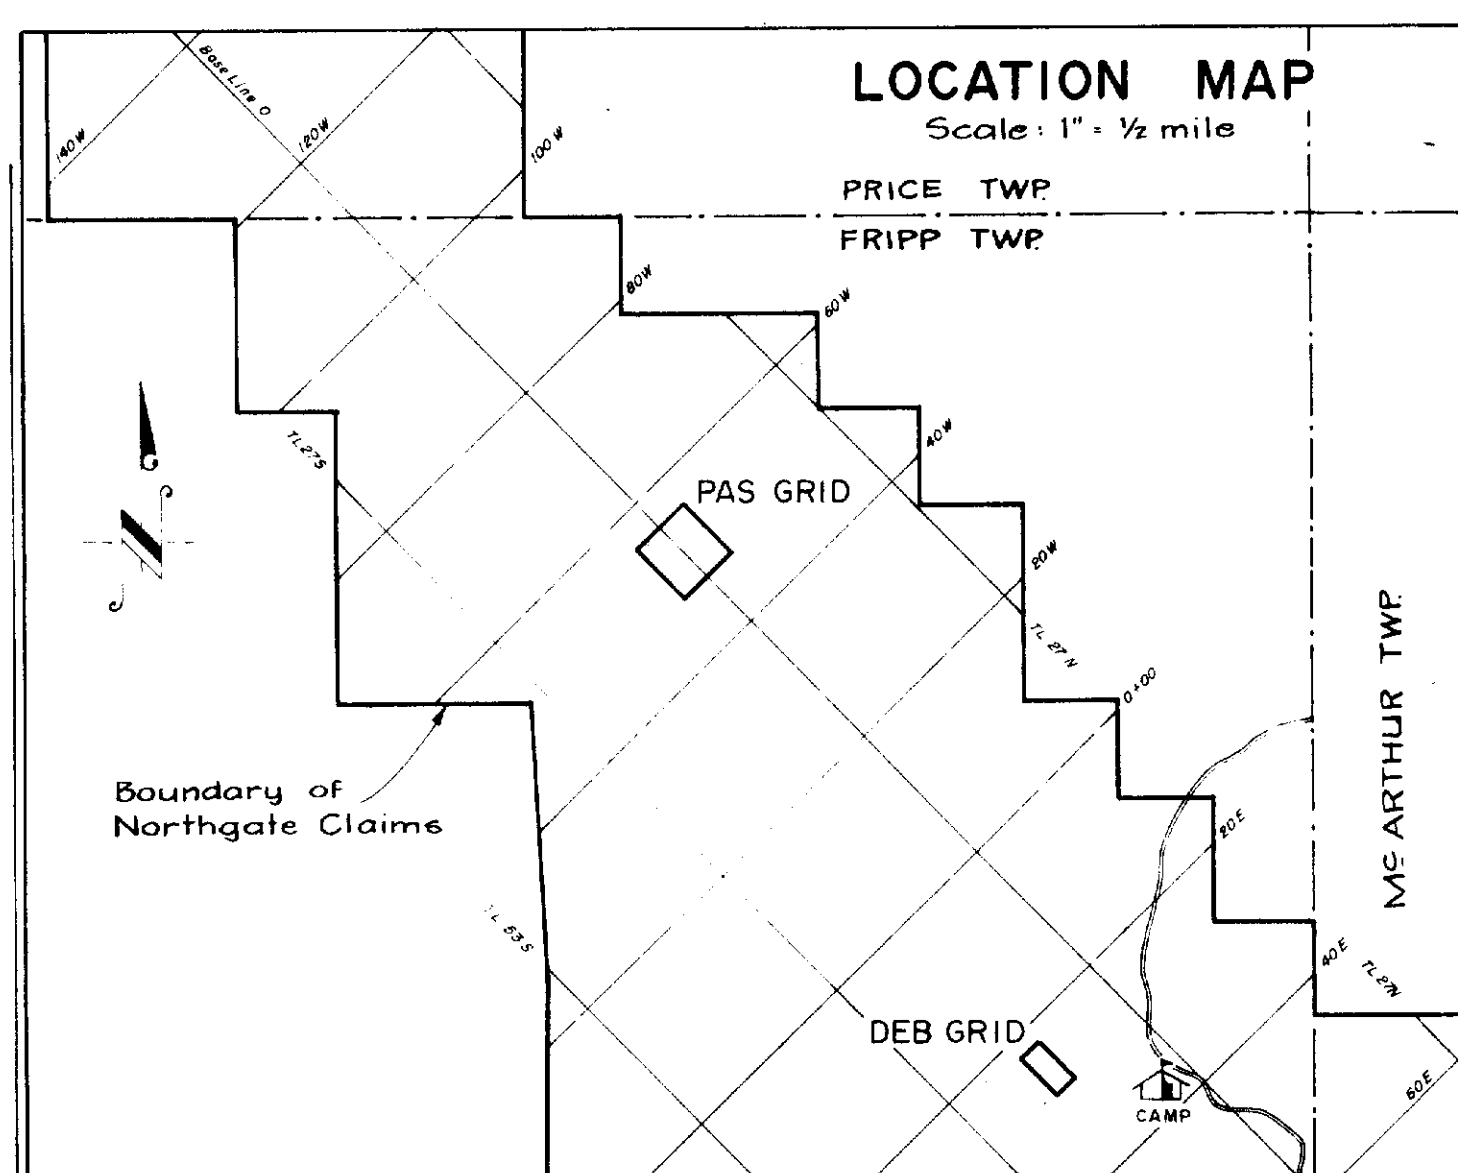 LOCATION MAP
Scale: 1" = ½ mile
Base Line 0
140W
120W
100W
PRICE TWP.
FRIPP TWP.
80W
60W
TL 27S
40W
PAS GRID
20W
TL 27N
0+00
McARTHUR TWP.
Boundary of
Northgate Claims
20E
TL 53S
40E
TL 27N
DEB GRID
60E
CAMP
N